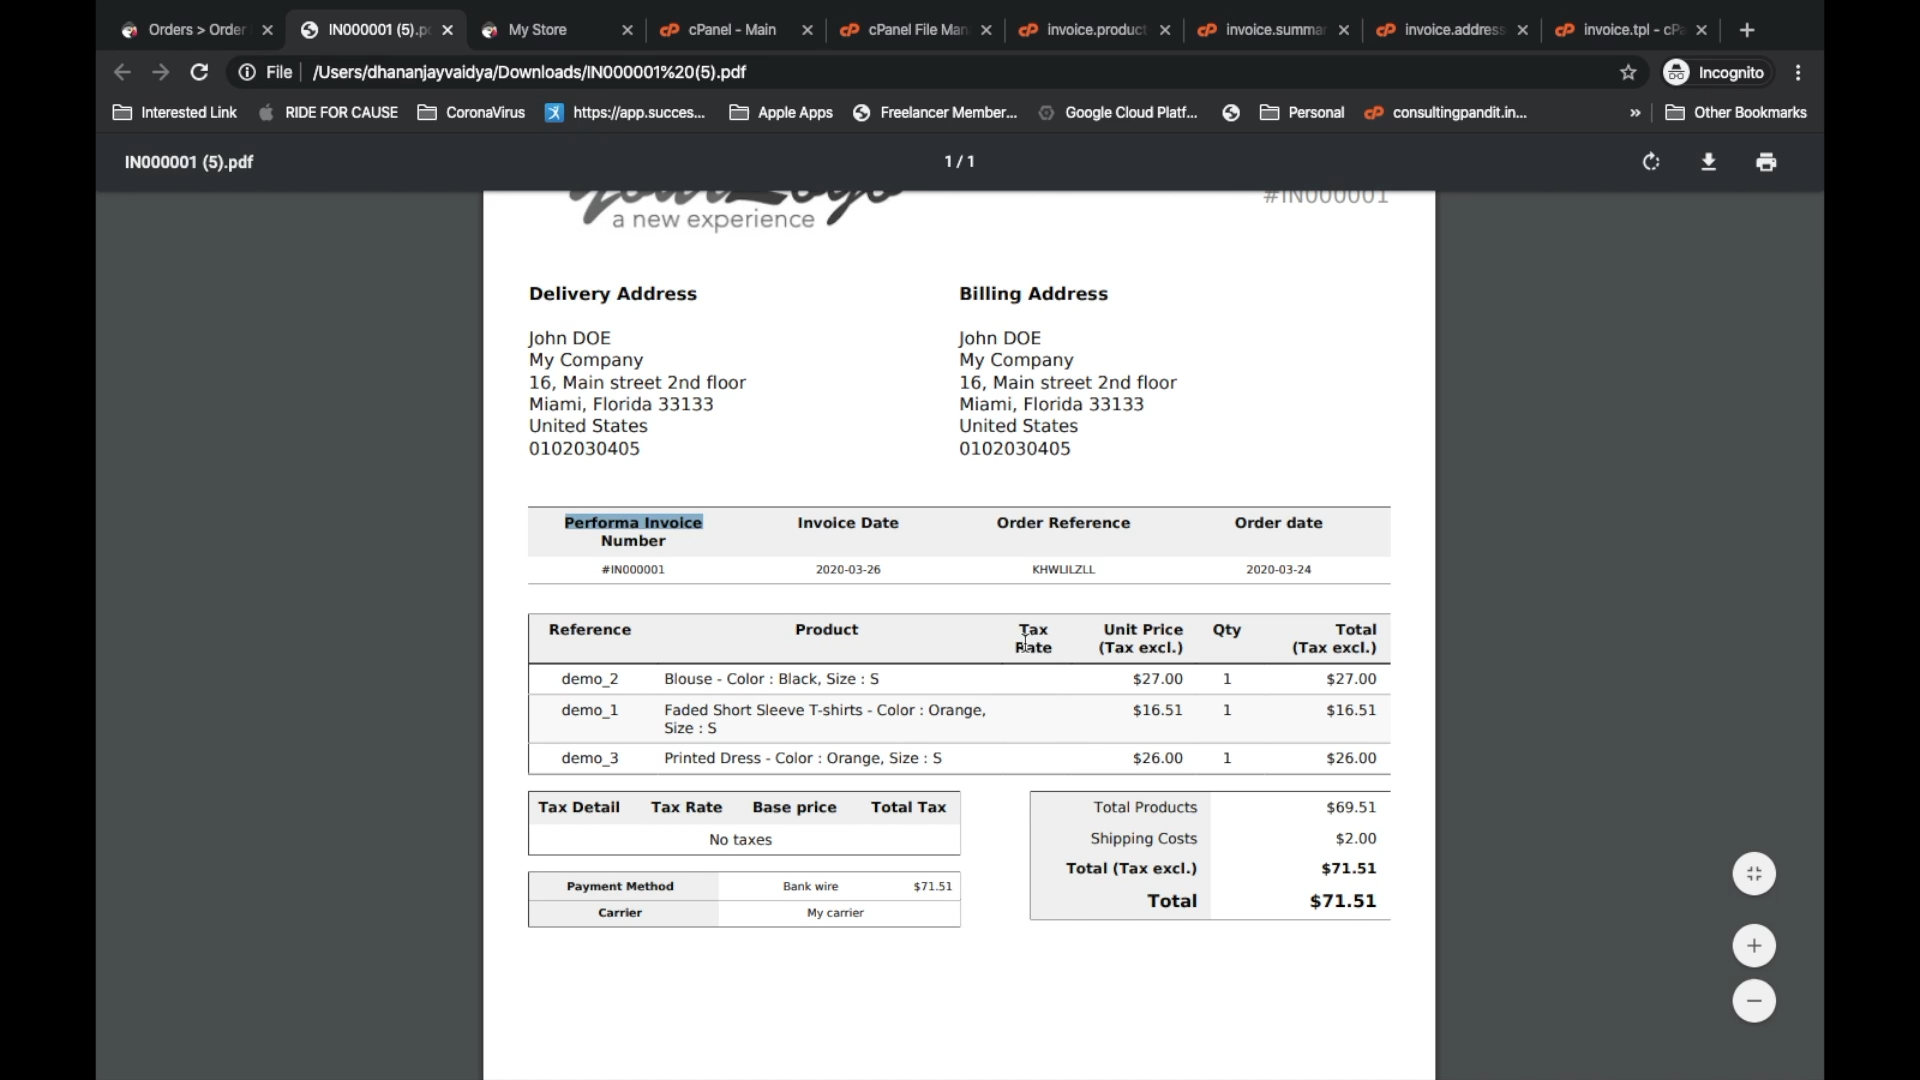 Orders > Order
IN000001 (5).p
My Store
cPanel - Main
cPanel File Man
invoice.product
invoice.summar
invoice.address
invoice.tpl - cPa
File
/Users/dhananjayvaidya/Downloads/IN000001%20(5).pdf
Incognito
Interested Link
RIDE FOR CAUSE
CoronaVirus
https://app.succes...
Apple Apps
Freelancer Member...
Google Cloud Platf...
Personal
consultingpandit.in...
»
Other Bookmarks
IN000001 (5).pdf
1 / 1
yourLogo
#IN000001
a new experience
Delivery Address
John DOE
My Company
16, Main street 2nd floor
Miami, Florida 33133
United States
0102030405
Billing Address
John DOE
My Company
16, Main street 2nd floor
Miami, Florida 33133
United States
0102030405
Performa Invoice
Number
Invoice Date
Order Reference
Order date
#IN000001
2020-03-26
KHWLILZLL
2020-03-24
Reference
Product
Tax
Rate
Unit Price
(Tax excl.)
Qty
Total
(Tax excl.)
demo_2
Blouse - Color : Black, Size : S
$27.00
1
$27.00
demo_1
Faded Short Sleeve T-shirts - Color : Orange,
Size : S
$16.51
1
$16.51
demo_3
Printed Dress - Color : Orange, Size : S
$26.00
1
$26.00
Tax Detail
Tax Rate
Base price
Total Tax
No taxes
Payment Method
Bank wire
$71.51
Carrier
My carrier
Total Products
$69.51
Shipping Costs
$2.00
Total (Tax excl.)
$71.51
Total
$71.51